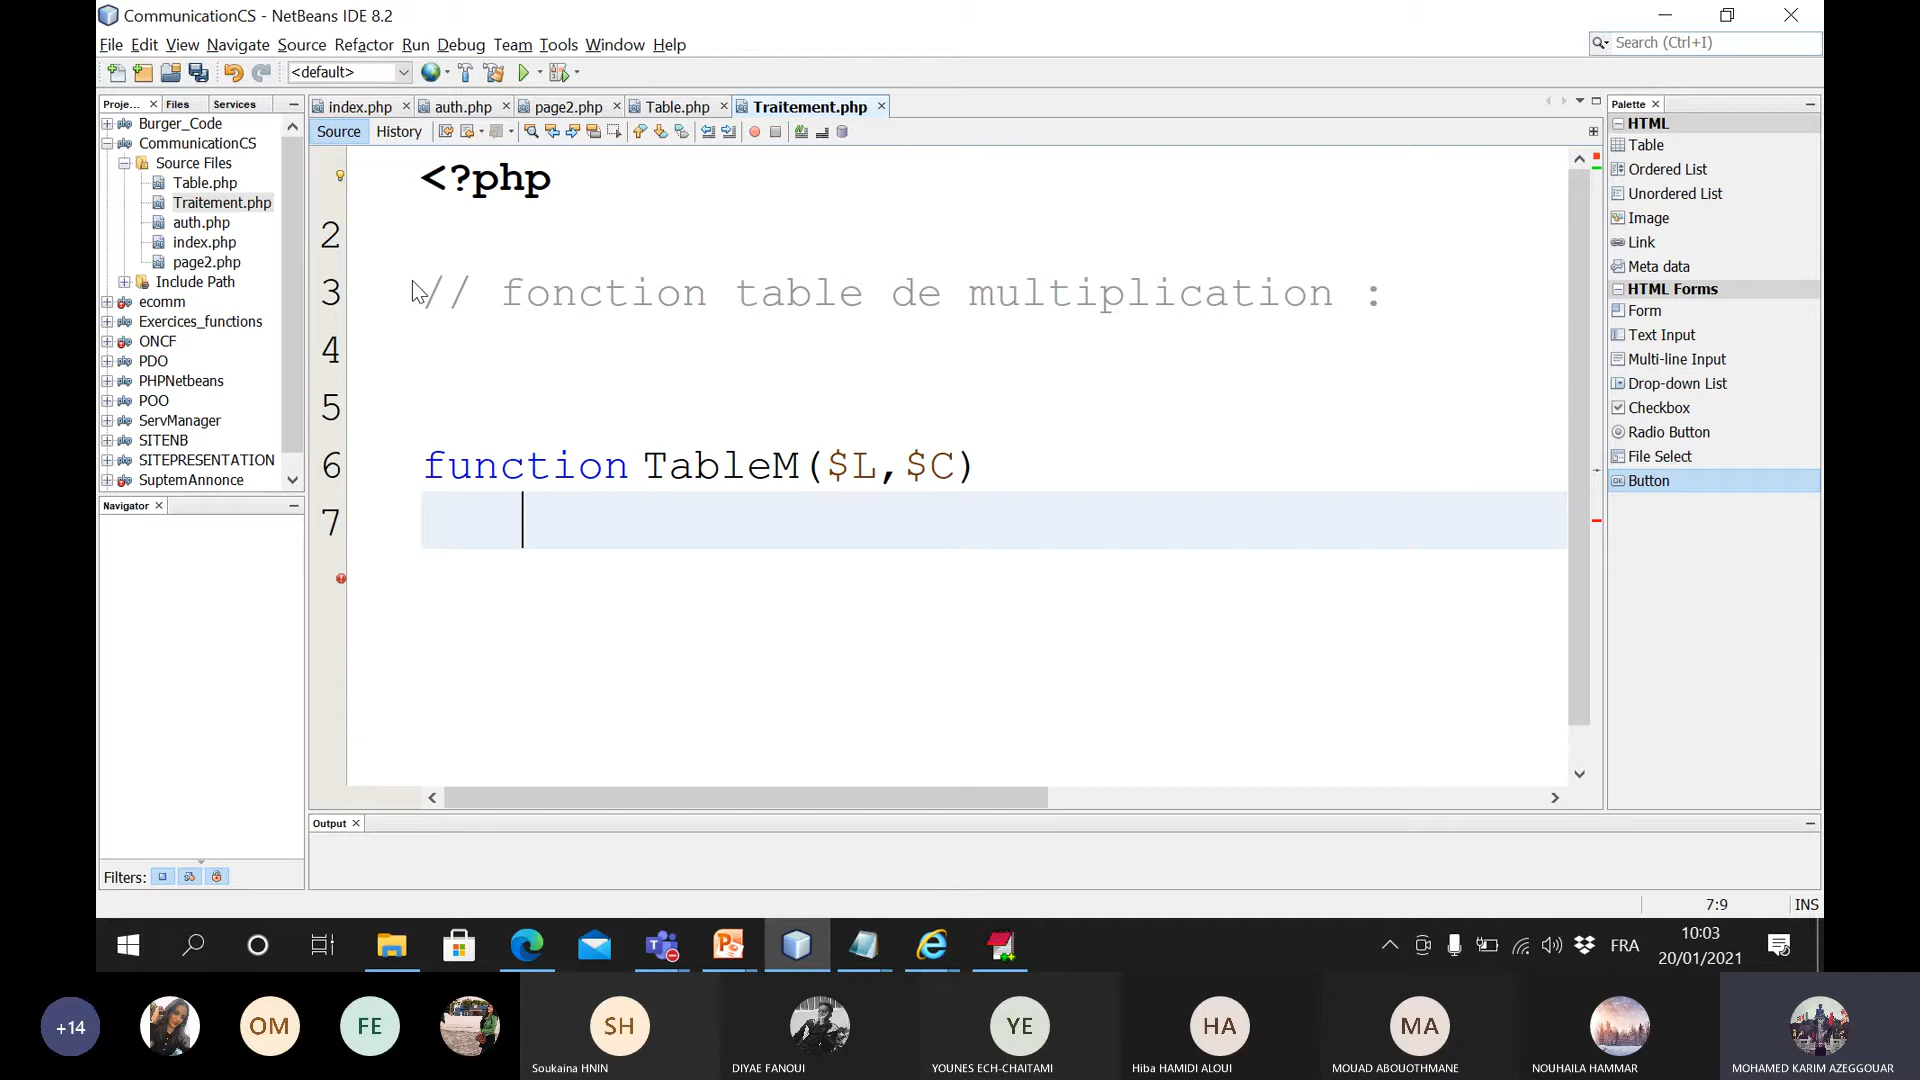 CommunicationCS - NetBeans IDE 8.2
File Edit View Navigate Source Refactor Run Debug Team Tools Window Help
Search (Ctrl+I)
<default>
Proje... Files Services
index.php auth.php page2.php Table.php Traitement.php
Palette
Source History
Burger_Code
CommunicationCS
Source Files
Table.php
Traitement.php
auth.php
index.php
page2.php
Include Path
ecomm
Exercices_functions
ONCF
PDO
PHPNetbeans
POO
ServManager
SITENB
SITEPRESENTATION
SuptemAnnonce
Navigator
Filters:
<?php
2
3 // fonction table de multiplication :
4
5
6 function TableM($L,$C)
7
HTML
Table
Ordered List
Unordered List
Image
Link
Meta data
HTML Forms
Form
Text Input
Multi-line Input
Drop-down List
Checkbox
Radio Button
File Select
Button
Output
7:9 INS
FRA
10:03
20/01/2021
+14
OM
FE
SH
YE
HA
MA
Soukaina HNIN
DIYAE FANOUI
YOUNES ECH-CHAITAMI
Hiba HAMIDI ALOUI
MOUAD ABOUOTHMANE
NOUHAILA HAMMAR
MOHAMED KARIM AZEGGOUAR